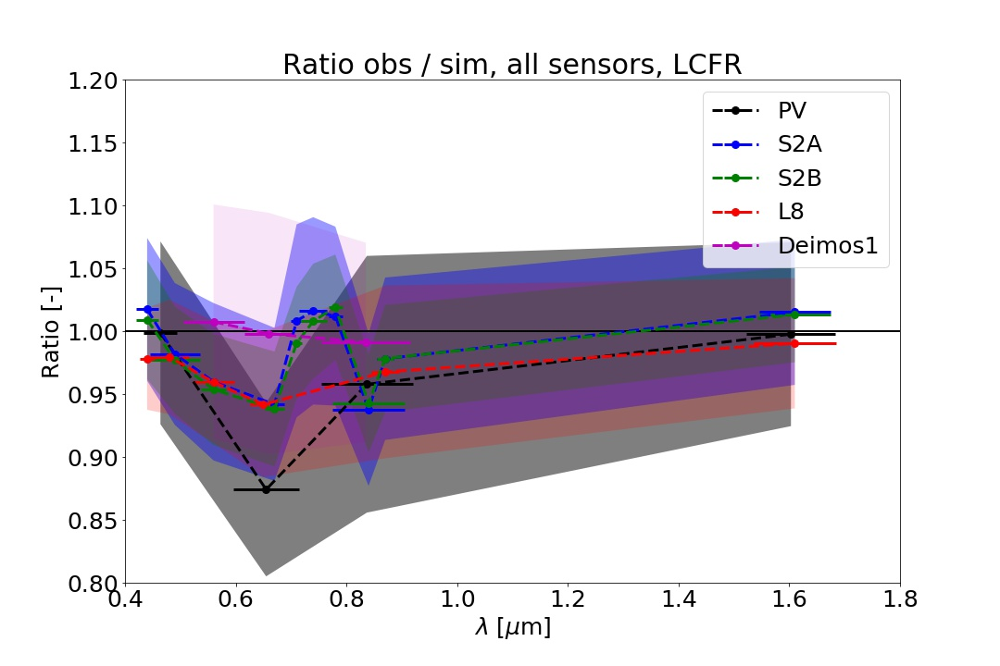 Ratio obs / sim, all sensors, LCFR
1.20
1.15
1.10
1.05
1.00
0.95
0.90
0.85
0.80
Ratio [-]
PV
S2A
S2B
L8
Deimos1
0.4 0.6 0.8 1.0 1.2 1.4 1.6 1.8
λ [μm]